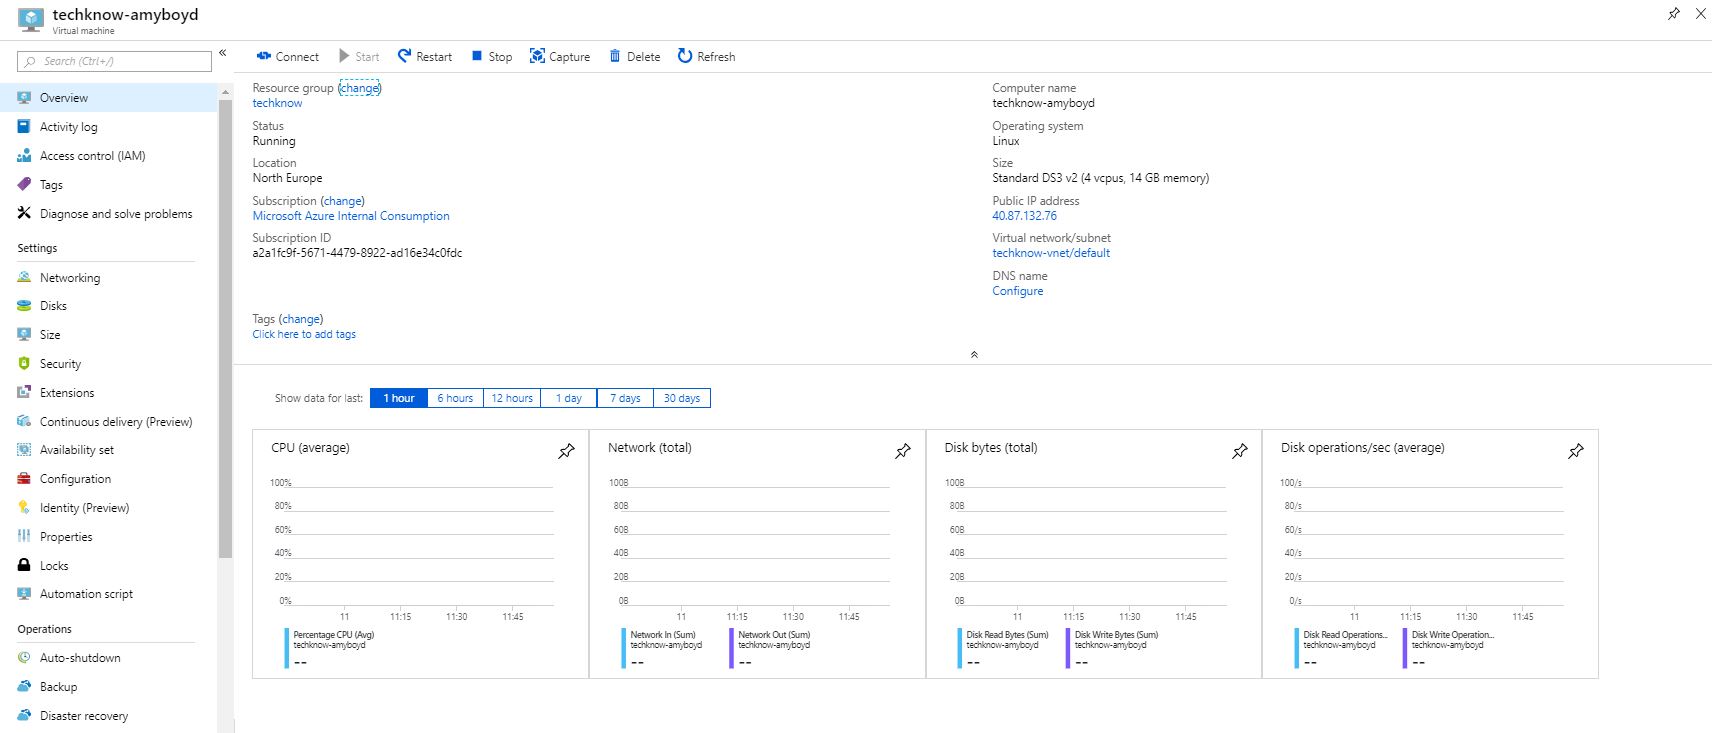 techknow-amyboyd
Virtual machine
Search (Ctrl+/)
Overview
Activity log
Access control (IAM)
Tags
Diagnose and solve problems
Settings
Networking
Disks
Size
Security
Extensions
Continuous delivery (Preview)
Availability set
Configuration
Identity (Preview)
Properties
Locks
Automation script
Operations
Auto-shutdown
Backup
Disaster recovery
Connect Start Restart Stop Capture Delete Refresh
Resource group (change)
techknow
Status
Running
Location
North Europe
Subscription (change)
Microsoft Azure Internal Consumption
Subscription ID
a2a1fc9f-5671-4479-8922-ad16e34c0fdc
Computer name
techknow-amyboyd
Operating system
Linux
Size
Standard DS3 v2 (4 vcpus, 14 GB memory)
Public IP address
40.87.132.76
Virtual network/subnet
techknow-vnet/default
DNS name
Configure
Tags (change)
Click here to add tags
Show data for last: 1 hour 6 hours 12 hours 1 day 7 days 30 days
CPU (average)
100%
80%
60%
40%
20%
0%
11 11:15 11:30 11:45
Percentage CPU (Avg)
techknow-amyboyd
--
Network (total)
100B
80B
60B
40B
20B
0B
11 11:15 11:30 11:45
Network In (Sum) Network Out (Sum)
techknow-amyboyd techknow-amyboyd
-- --
Disk bytes (total)
100B
80B
60B
40B
20B
0B
11 11:15 11:30 11:45
Disk Read Bytes (Sum) Disk Write Bytes (Sum)
techknow-amyboyd techknow-amyboyd
-- --
Disk operations/sec (average)
100/s
80/s
60/s
40/s
20/s
0/s
11 11:15 11:30 11:45
Disk Read Operations... Disk Write Operation...
techknow-amyboyd techknow-amyboyd
-- --